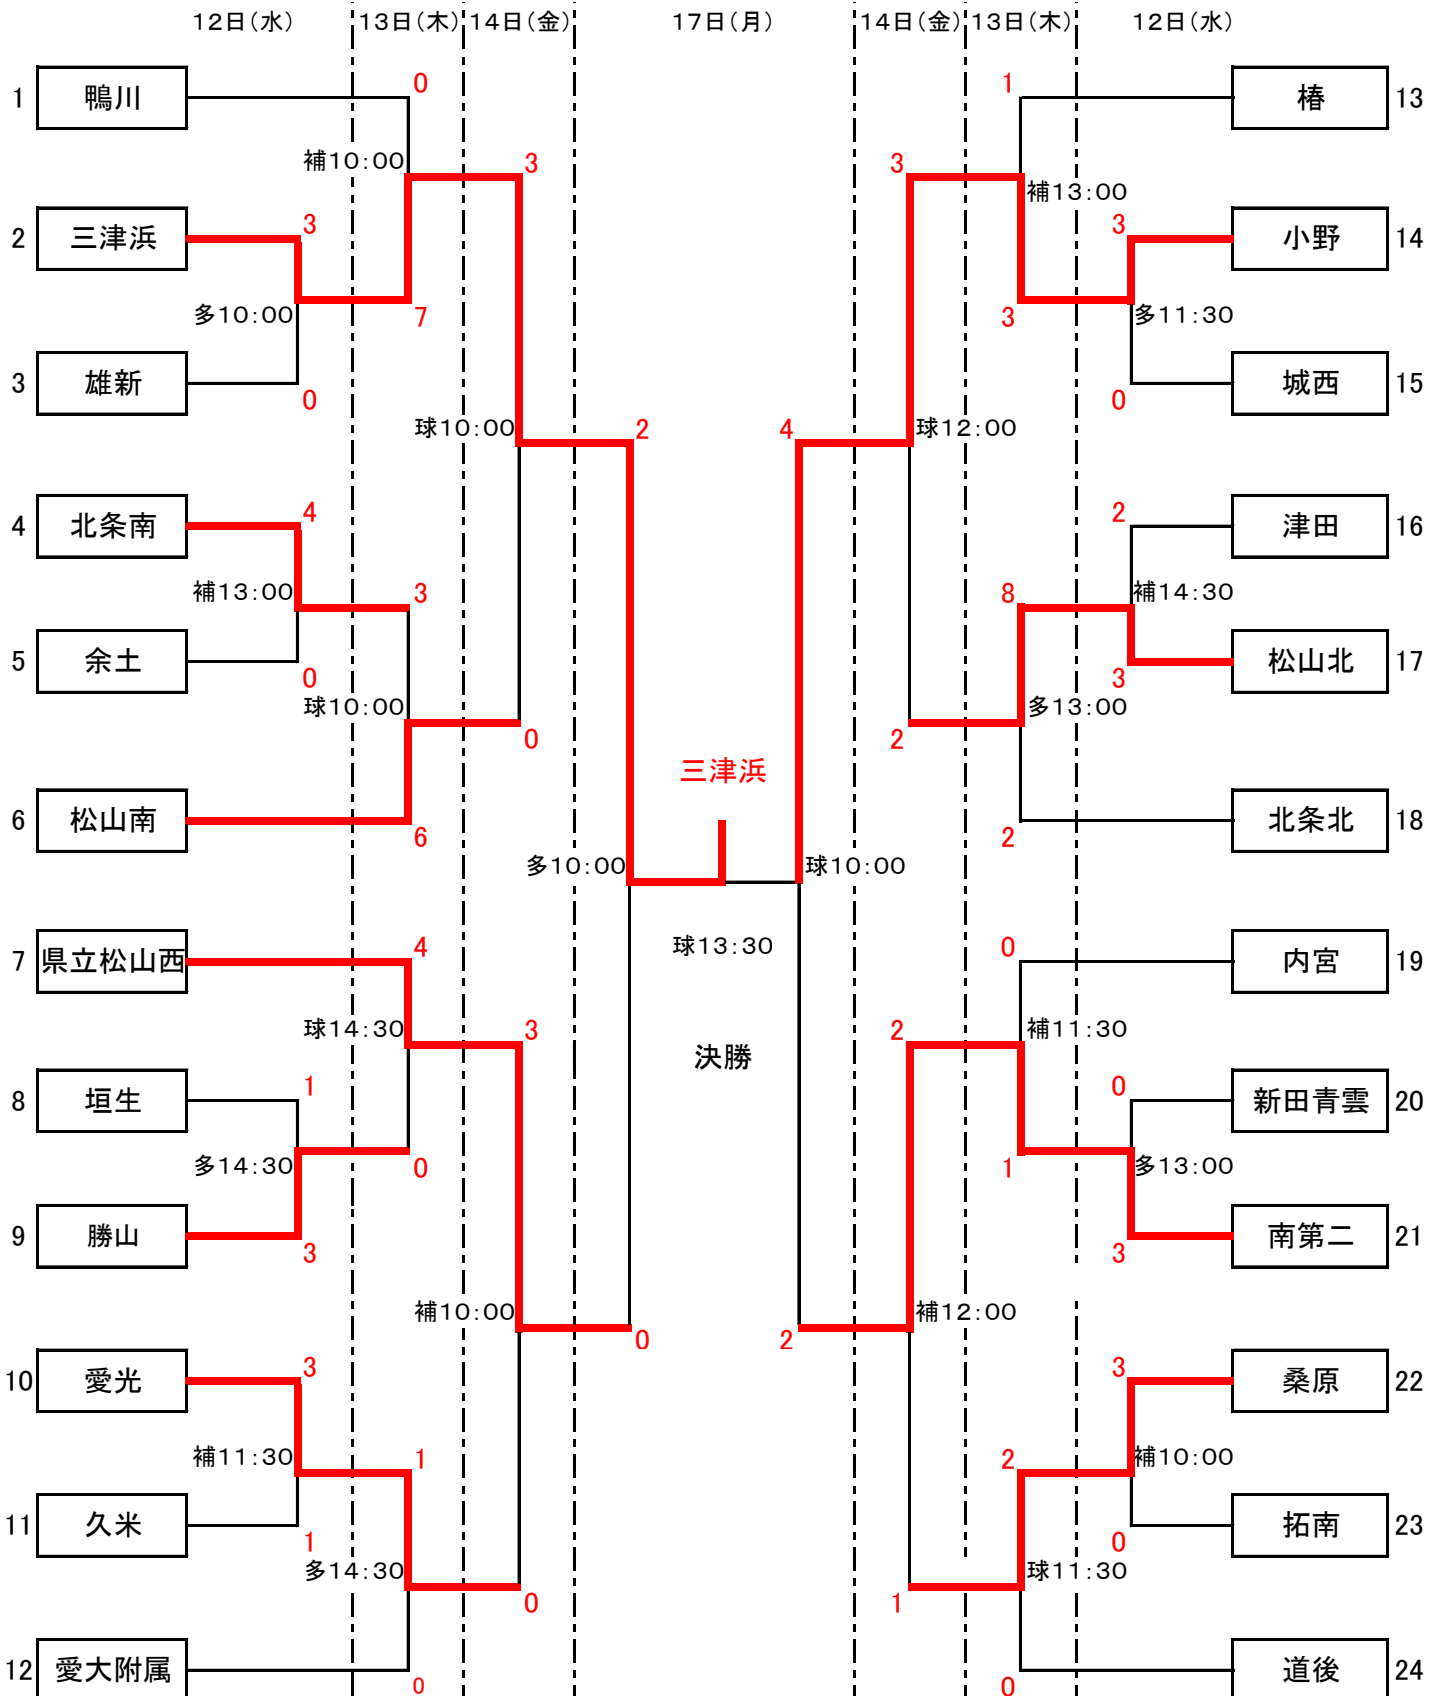 12日(水) 13日(木) 14日(金) 17日(月) 14日(金) 13日(木) 12日(水)
0 1
1 鴨川 椿 13
補10:00 3 3
補13:00
3 3
2 三津浜 小野 14
多10:00 7 3 多11:30
3 雄新 城西 15
0 0
球10:00 2 4 球12:00
4 2
4 北条南 津田 16
補13:00 3 8 補14:30
5 余土 松山北 17
0 3
球10:00 多13:00
0 2
三津浜
6 松山南 北条北 18
6 2
多10:00 球10:00
4 球13:30 0
7 県立松山西 内宮 19
球14:30 3 2 補11:30
決勝
1 0
8 垣生 新田青雲 20
多14:30 0 1 多13:00
9 勝山 南第二 21
3 3
補10:00 補12:00
0 2
3 3
10 愛光 桑原 22
補11:30 1 2 補10:00
11 久米 拓南 23
1 0
多14:30 球11:30
0 1
12 愛大附属 道後 24
0 0